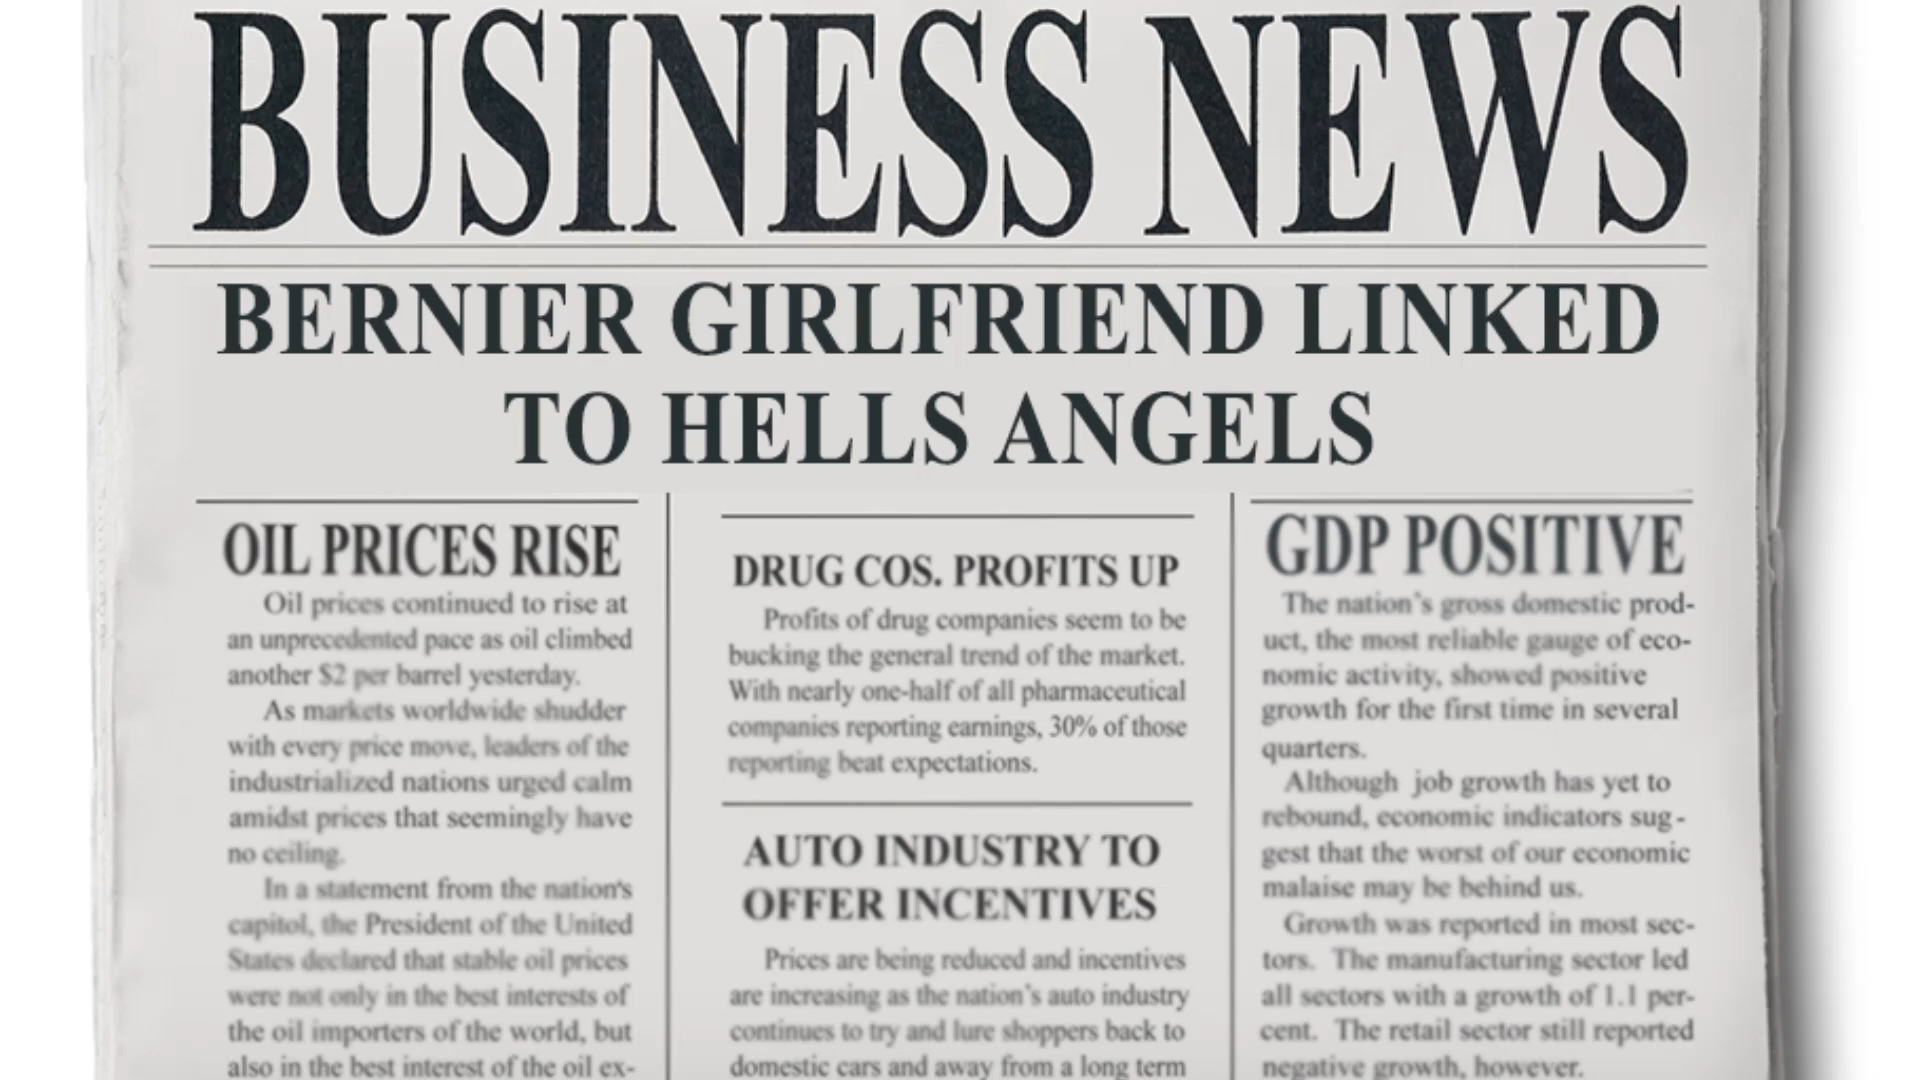 BUSINESS NEWS
BERNIER GIRLFRIEND LINKED
TO HELLS ANGELS
OIL PRICES RISE
Oil prices continued to rise at
an unprecedented pace as oil climbed
another $2 per barrel yesterday.
As markets worldwide shudder
with every price move, leaders of the
industrialized nations urged calm
amidst prices that seemingly have
no ceiling.
In a statement from the nation's
capitol, the President of the United
States declared that stable oil prices
were not only in the best interests of
the oil importers of the world, but
also in the best interest of the oil ex-
DRUG COS. PROFITS UP
Profits of drug companies seem to be
bucking the general trend of the market.
With nearly one-half of all pharmaceutical
companies reporting earnings, 30% of those
reporting beat expectations.
AUTO INDUSTRY TO
OFFER INCENTIVES
Prices are being reduced and incentives
are increasing as the nation's auto industry
continues to try and lure shoppers back to
domestic cars and away from a long term
GDP POSITIVE
The nation's gross domestic prod-
uct, the most reliable gauge of eco-
nomic activity, showed positive
growth for the first time in several
quarters.
Although job growth has yet to
rebound, economic indicators sug-
gest that the worst of our economic
malaise may be behind us.
Growth was reported in most sec-
tors. The manufacturing sector led
all sectors with a growth of 1.1 per-
cent. The retail sector still reported
negative growth, however.